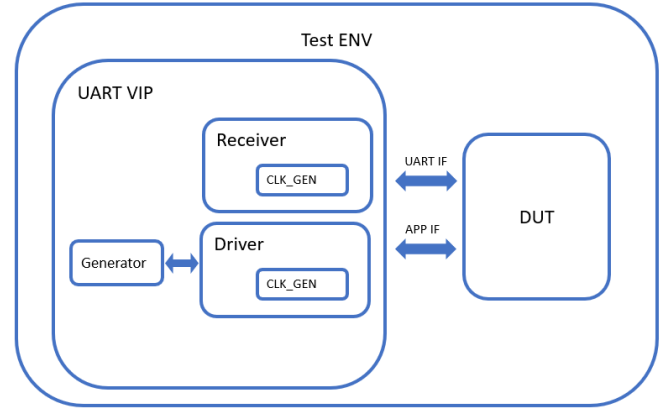 Test ENV
UART VIP
Receiver
CLK_GEN
UART IF
DUT
APP IF
Driver
Generator
CLK_GEN